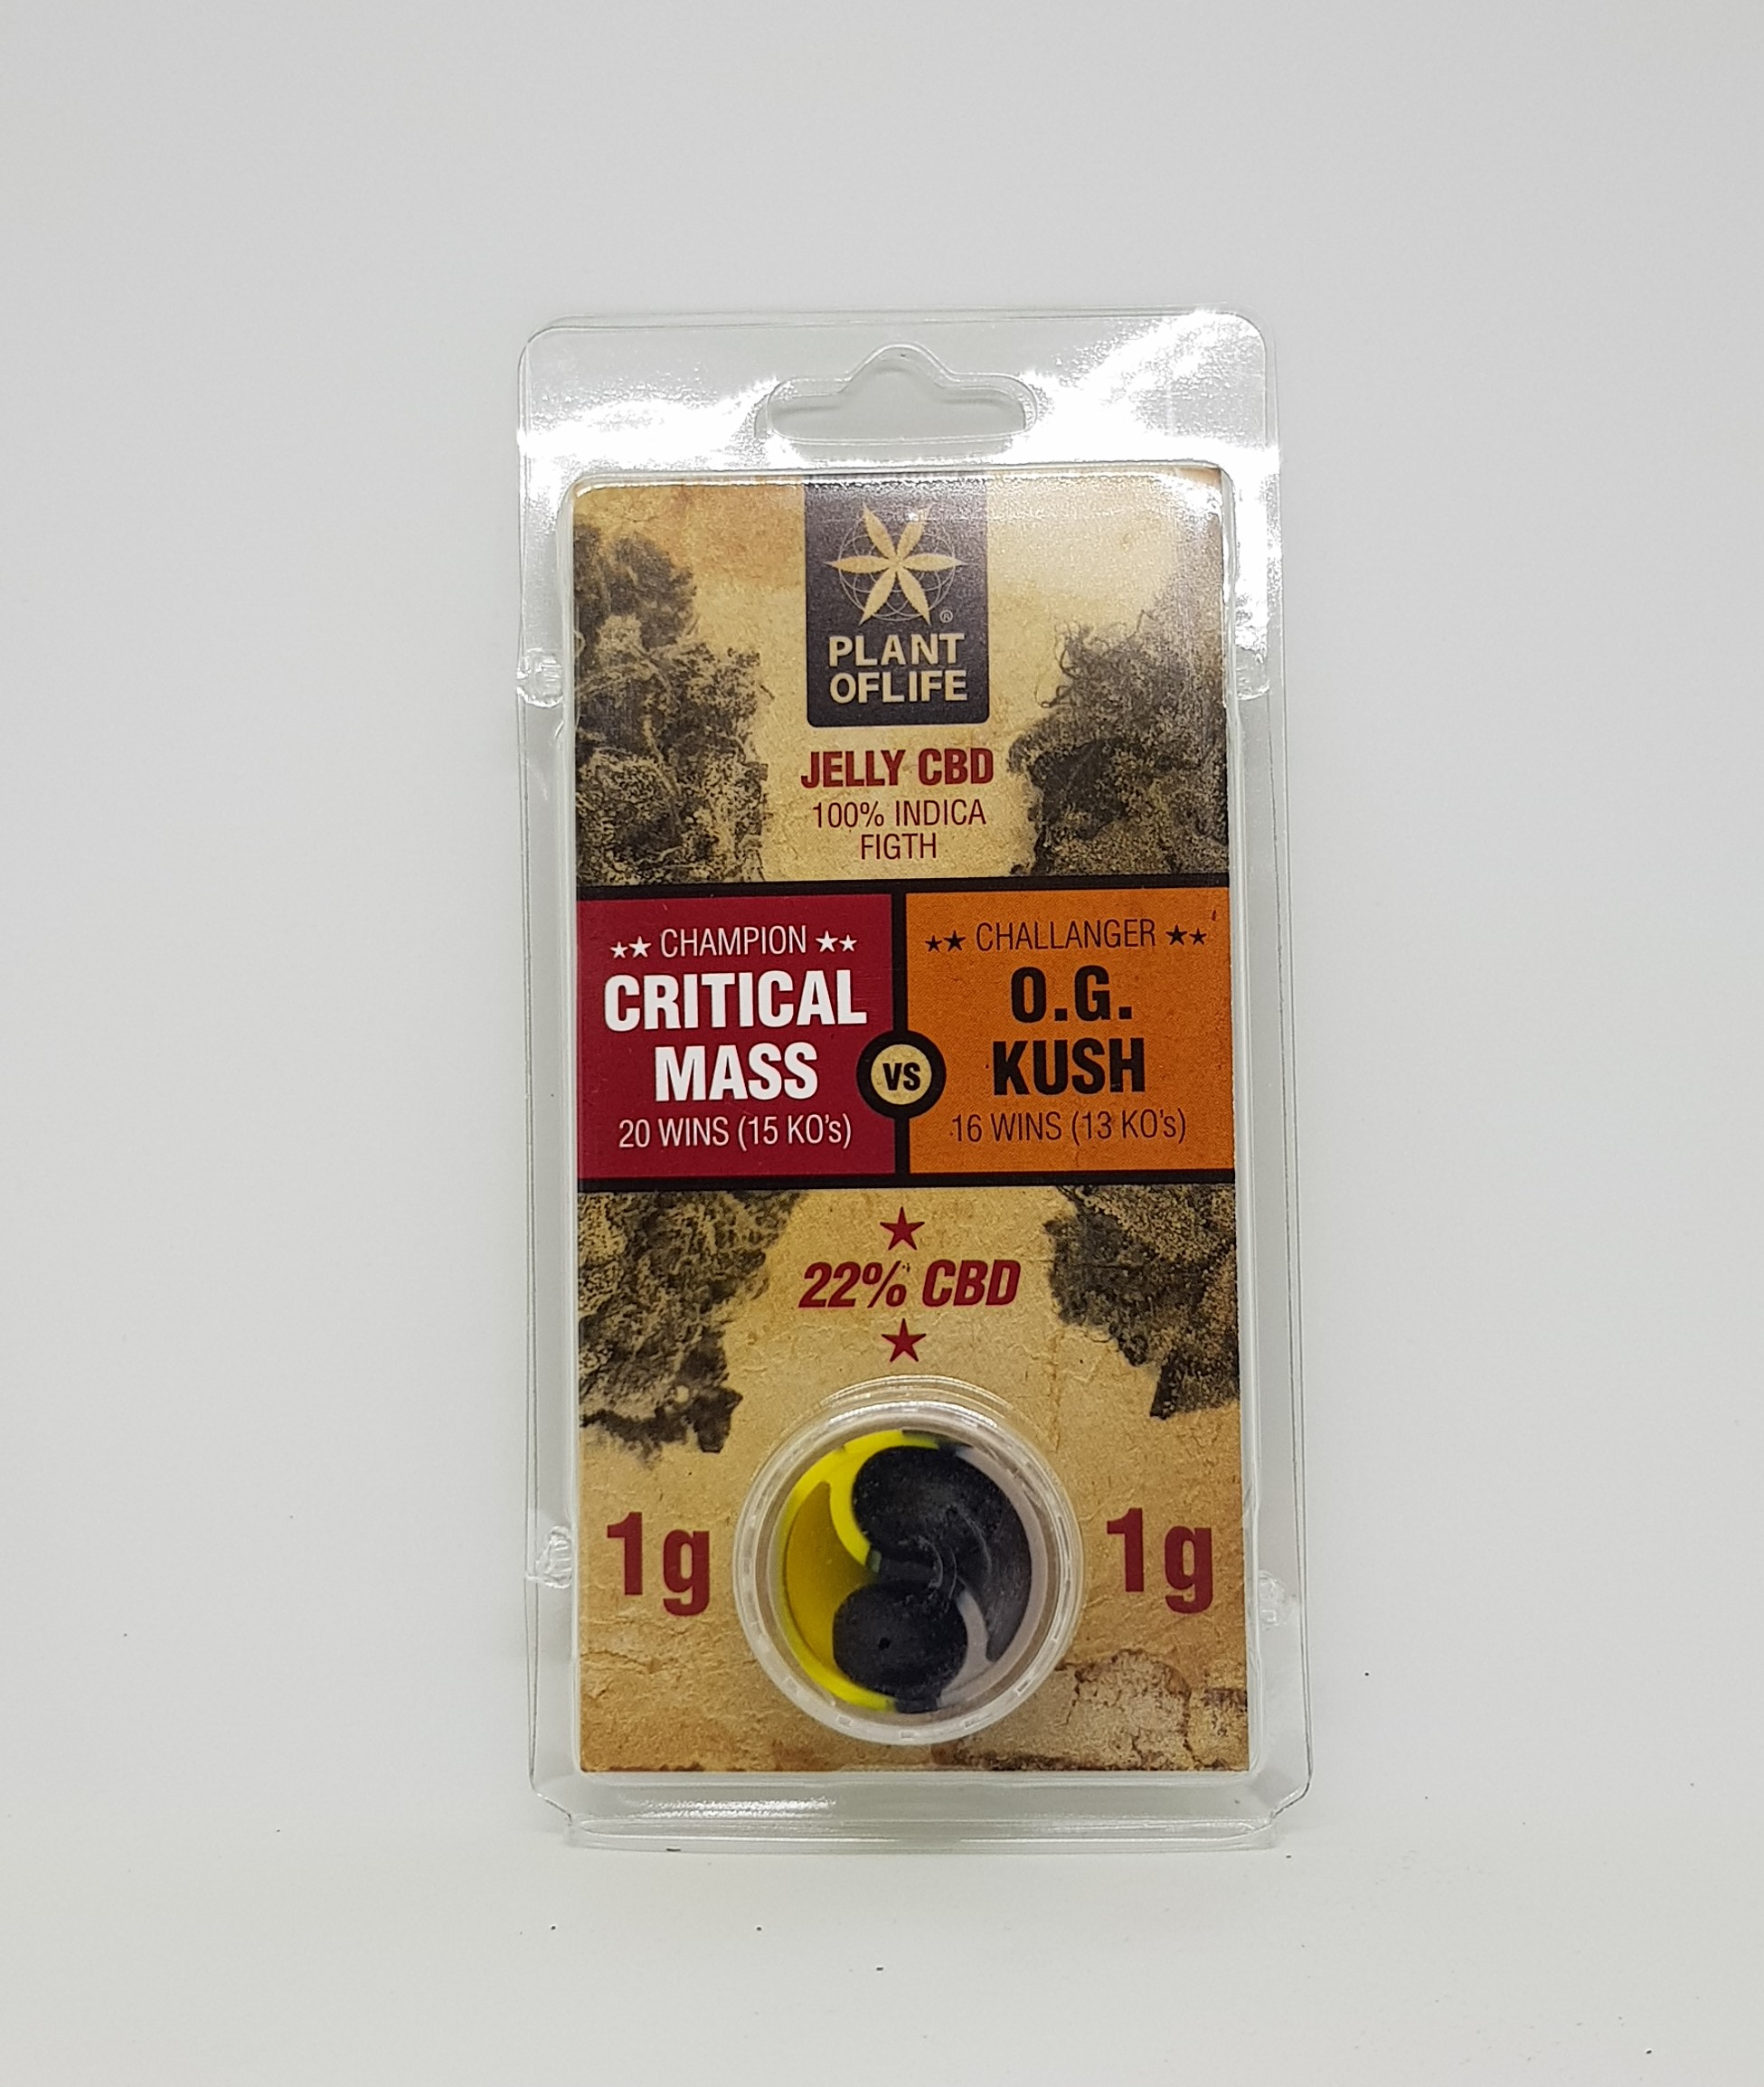 ®
PLANT
OFLIFE
JELLY CBD
100% INDICA
FIGTH
★★ CHAMPION ★★
CRITICAL
MASS
20 WINS (15 KO's)
VS
★★ CHALLANGER ★★
O.G.
KUSH
16 WINS (13 KO's)
★
22% CBD
★
1g 1g